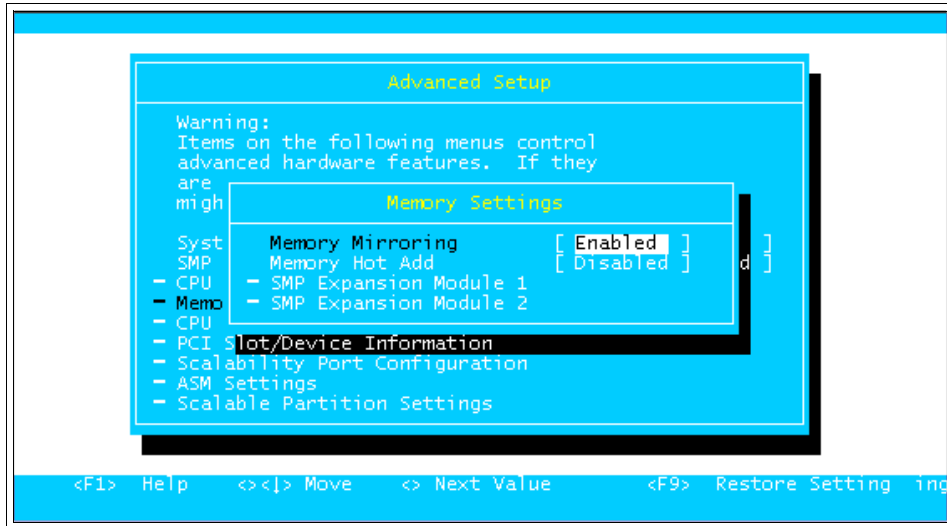 Advanced Setup
Warning:
Items on the following menus control
advanced hardware features.  If they
are
migh
Memory Settings
Syst
Memory Mirroring [ Enabled ] ]
SMP
Memory Hot Add [ Disabled ] d ]
- CPU - SMP Expansion Module 1
- Memo - SMP Expansion Module 2
- CPU
- PCI Slot/Device Information
- Scalability Port Configuration
- ASM Settings
- Scalable Partition Settings
<F1> Help <><↓> Move <> Next Value <F9> Restore Setting ing